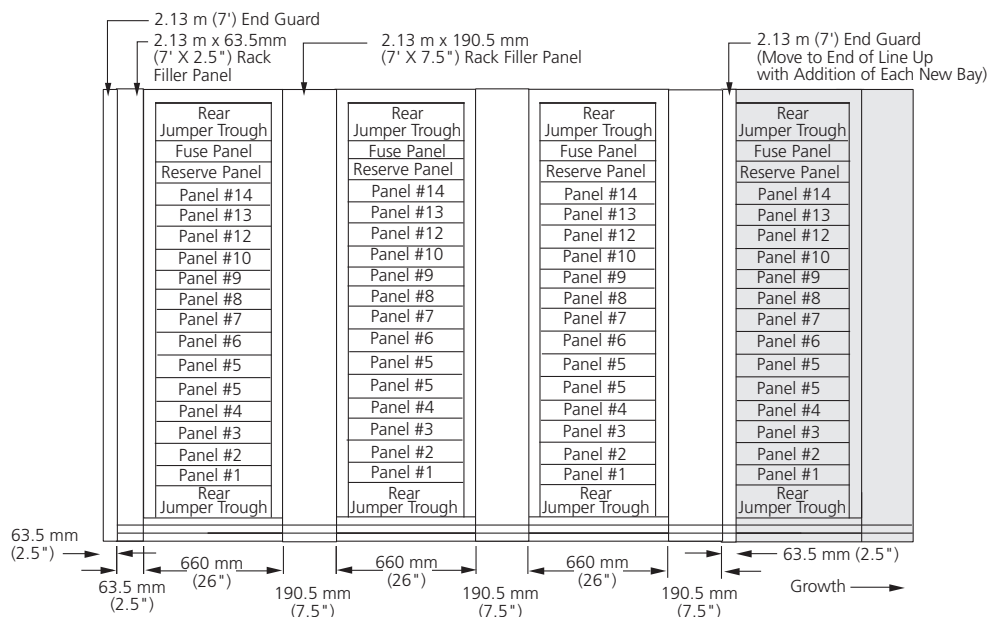 2.13 m (7') End Guard
2.13 m x 63.5mm
(7' X 2.5") Rack
Filler Panel
2.13 m x 190.5 mm
(7' X 7.5") Rack Filler Panel
2.13 m (7') End Guard
(Move to End of Line Up
with Addition of Each New Bay)
Rear
Jumper Trough
Fuse Panel
Reserve Panel
Panel #14
Panel #13
Panel #12
Panel #10
Panel #9
Panel #8
Panel #7
Panel #6
Panel #5
Panel #5
Panel #4
Panel #3
Panel #2
Panel #1
Rear
Jumper Trough
Rear
Jumper Trough
Fuse Panel
Reserve Panel
Panel #14
Panel #13
Panel #12
Panel #10
Panel #9
Panel #8
Panel #7
Panel #6
Panel #5
Panel #5
Panel #4
Panel #3
Panel #2
Panel #1
Rear
Jumper Trough
Rear
Jumper Trough
Fuse Panel
Reserve Panel
Panel #14
Panel #13
Panel #12
Panel #10
Panel #9
Panel #8
Panel #7
Panel #6
Panel #5
Panel #5
Panel #4
Panel #3
Panel #2
Panel #1
Rear
Jumper Trough
Rear
Jumper Trough
Fuse Panel
Reserve Panel
Panel #14
Panel #13
Panel #12
Panel #10
Panel #9
Panel #8
Panel #7
Panel #6
Panel #5
Panel #5
Panel #4
Panel #3
Panel #2
Panel #1
Rear
Jumper Trough
63.5 mm
(2.5")
63.5 mm
(2.5")
660 mm
(26")
190.5 mm
(7.5")
660 mm
(26")
190.5 mm
(7.5")
660 mm
(26")
190.5 mm
(7.5")
63.5 mm (2.5")
Growth